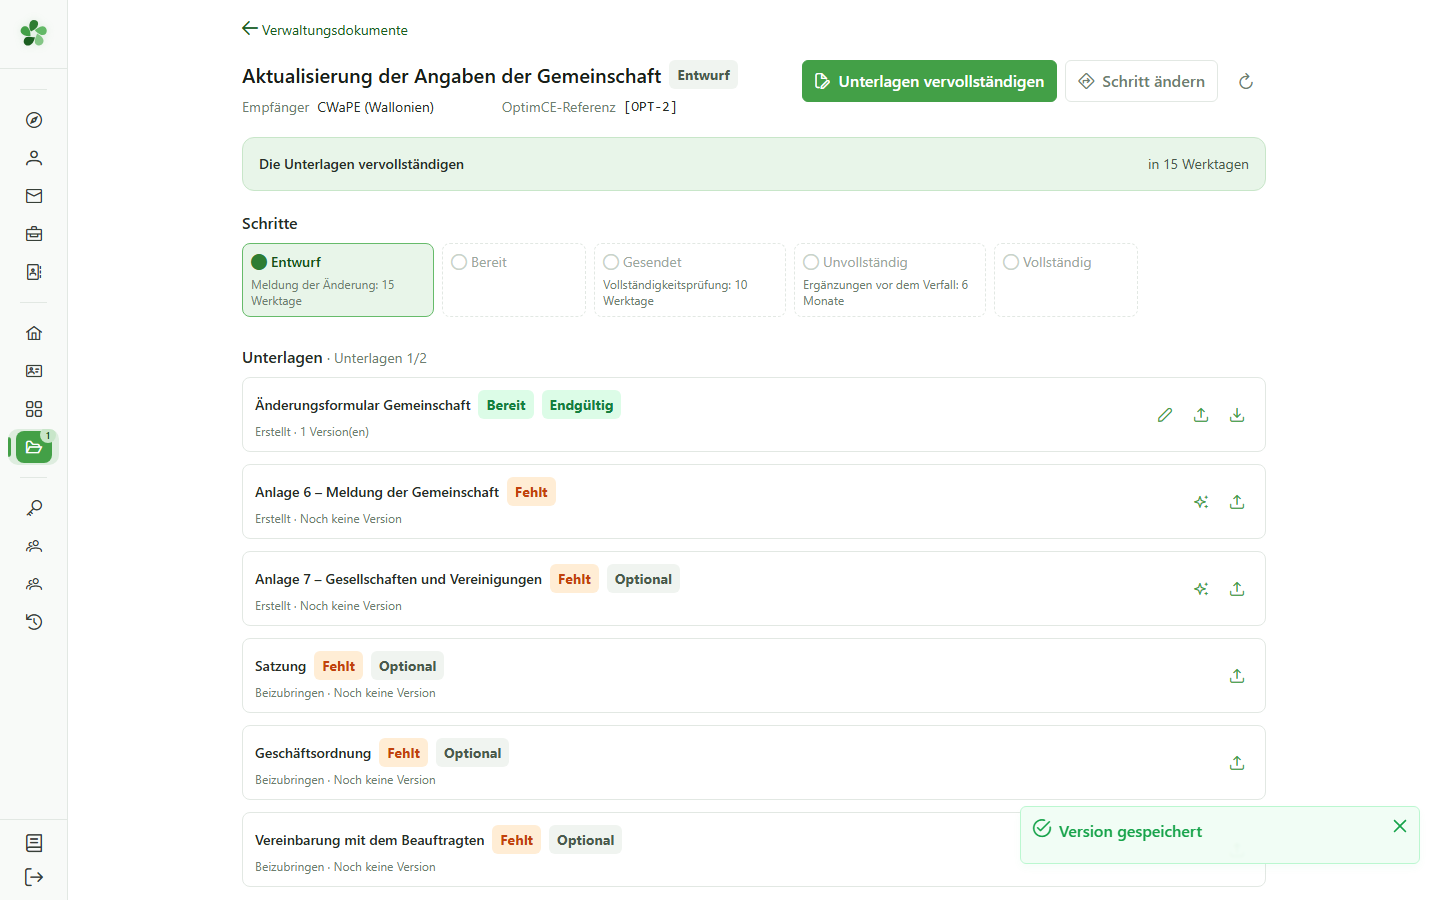 Verwaltungsdokumente
Aktualisierung der Angaben der Gemeinschaft
Entwurf
Unterlagen vervollständigen
Schritt ändern
Empfänger CWaPE (Wallonien)
OptimCE-Referenz [OPT-2]
Die Unterlagen vervollständigen
in 15 Werktagen
Schritte
Entwurf
Meldung der Änderung: 15
Werktage
Bereit
Gesendet
Vollständigkeitsprüfung: 10
Werktage
Unvollständig
Ergänzungen vor dem Verfall: 6
Monate
Vollständig
1
Unterlagen · Unterlagen 1/2
Änderungsformular Gemeinschaft Bereit Endgültig
Erstellt · 1 Version(en)
Anlage 6 – Meldung der Gemeinschaft Fehlt
Erstellt · Noch keine Version
Anlage 7 – Gesellschaften und Vereinigungen Fehlt Optional
Erstellt · Noch keine Version
Satzung Fehlt Optional
Beizubringen · Noch keine Version
Geschäftsordnung Fehlt Optional
Beizubringen · Noch keine Version
Vereinbarung mit dem Beauftragten Fehlt Optional
Beizubringen · Noch keine Version
Version gespeichert